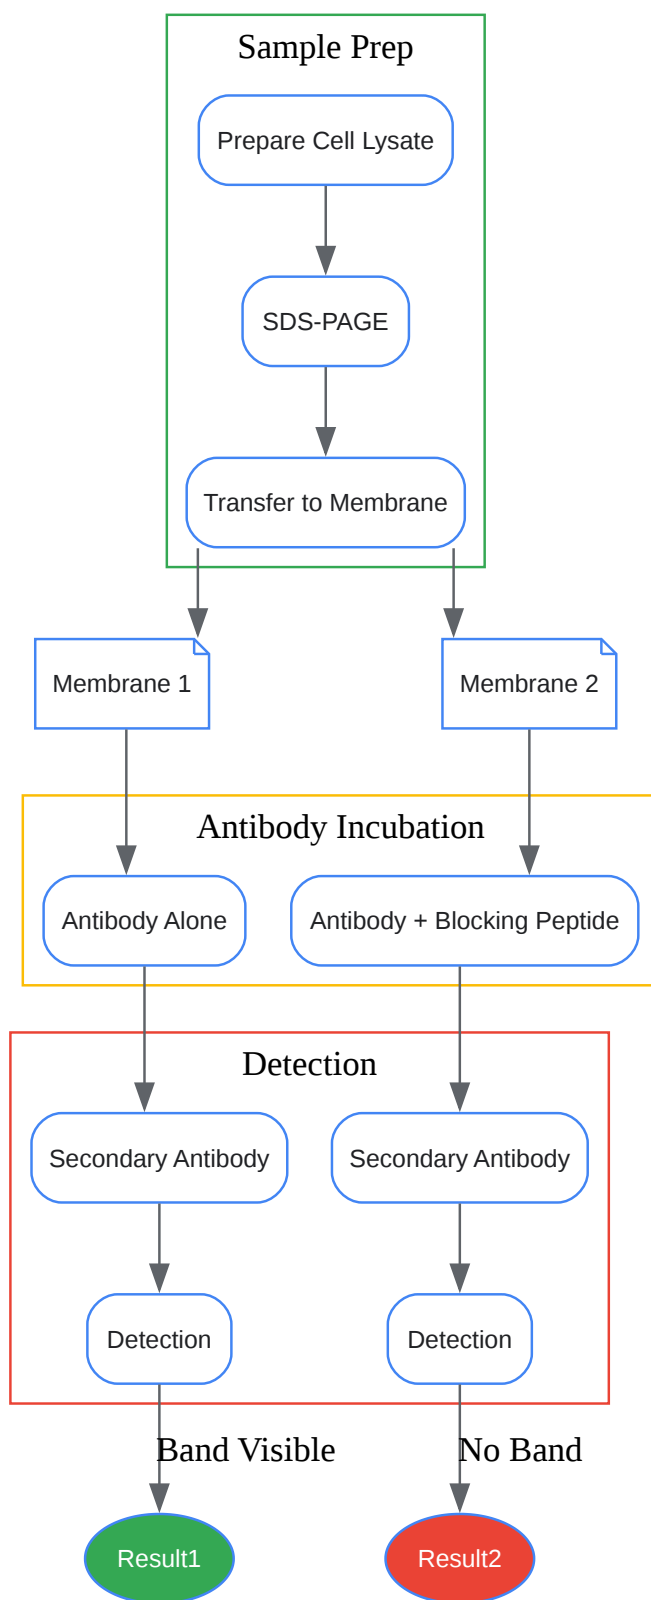 Sample Prep
Prepare Cell Lysate
SDS-PAGE
Transfer to Membrane
Membrane 1
Membrane 2
Antibody Incubation
Antibody Alone
Antibody + Blocking Peptide
Detection
Secondary Antibody
Secondary Antibody
Detection
Detection
Band Visible
No Band
Result1
Result2